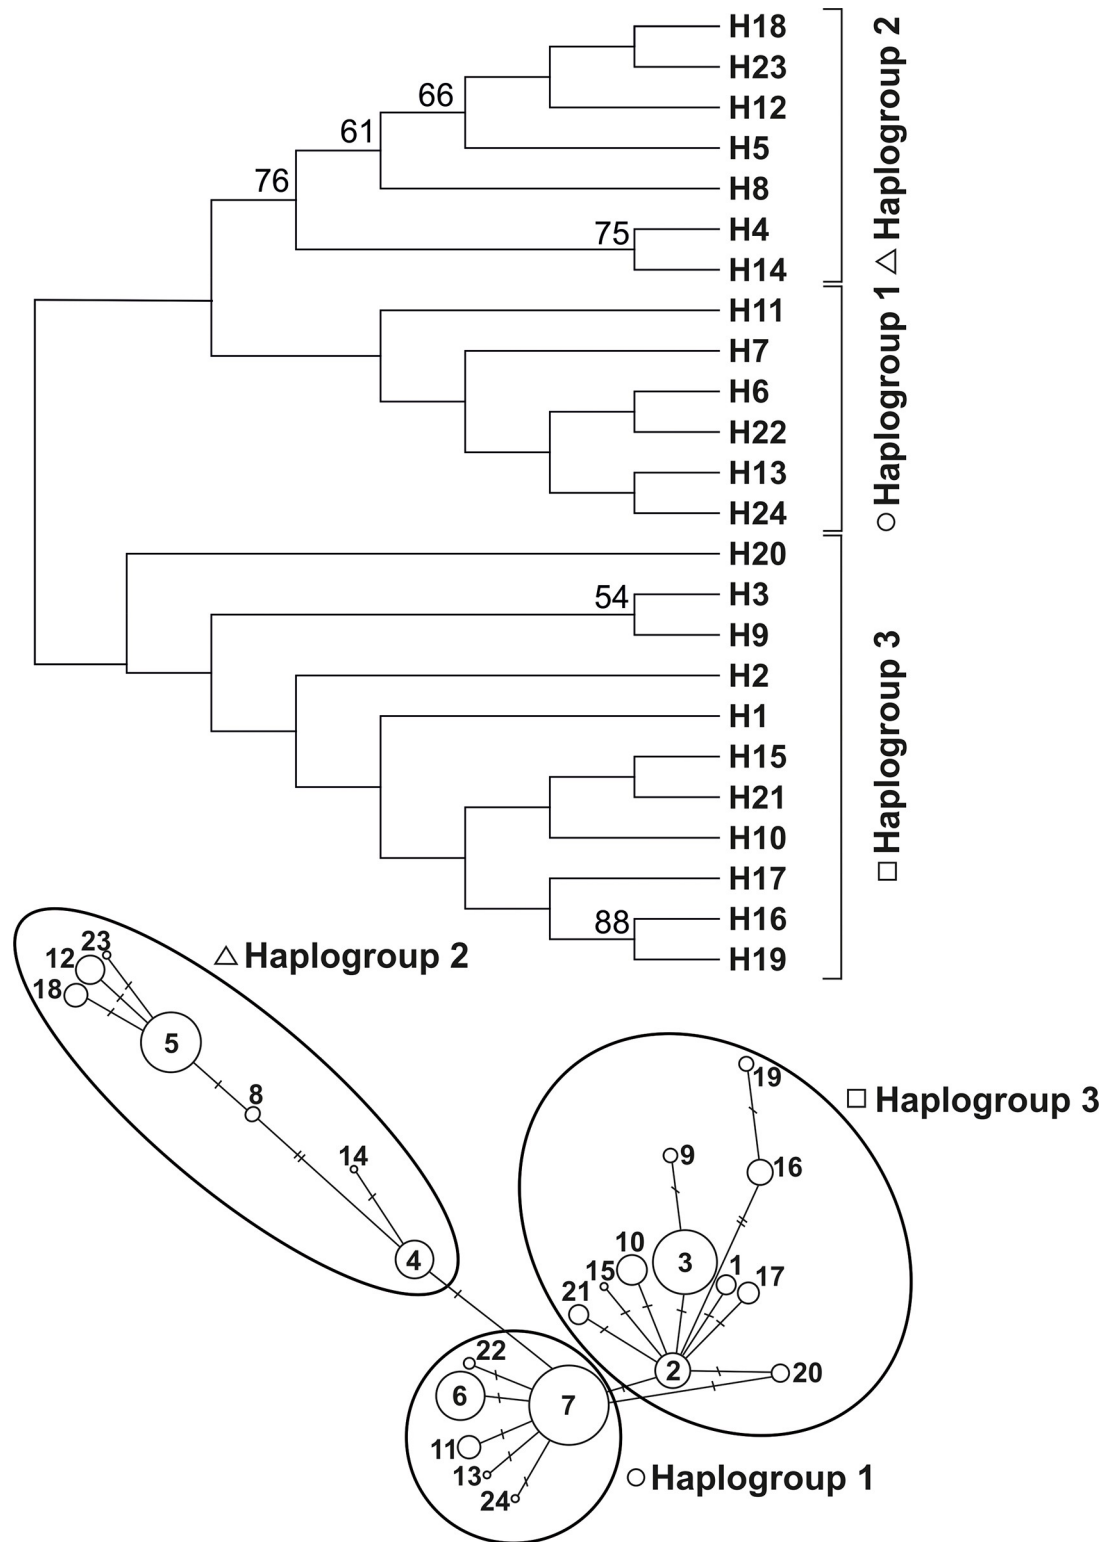 H18
H23
66
H12
61
H5
76
H8
75
H4
H14
△ Haplogroup 2
H11
H7
H6
H22
H13
H24
○ Haplogroup 1
H20
54
H3
H9
H2
H1
H15
H21
H10
H17
88
H16
H19
□ Haplogroup 3
△ Haplogroup 2
23
12
18
5
8
14
4
□ Haplogroup 3
19
9
16
10
3
1
17
15
21
2
20
22
6
7
11
13
24
○ Haplogroup 1